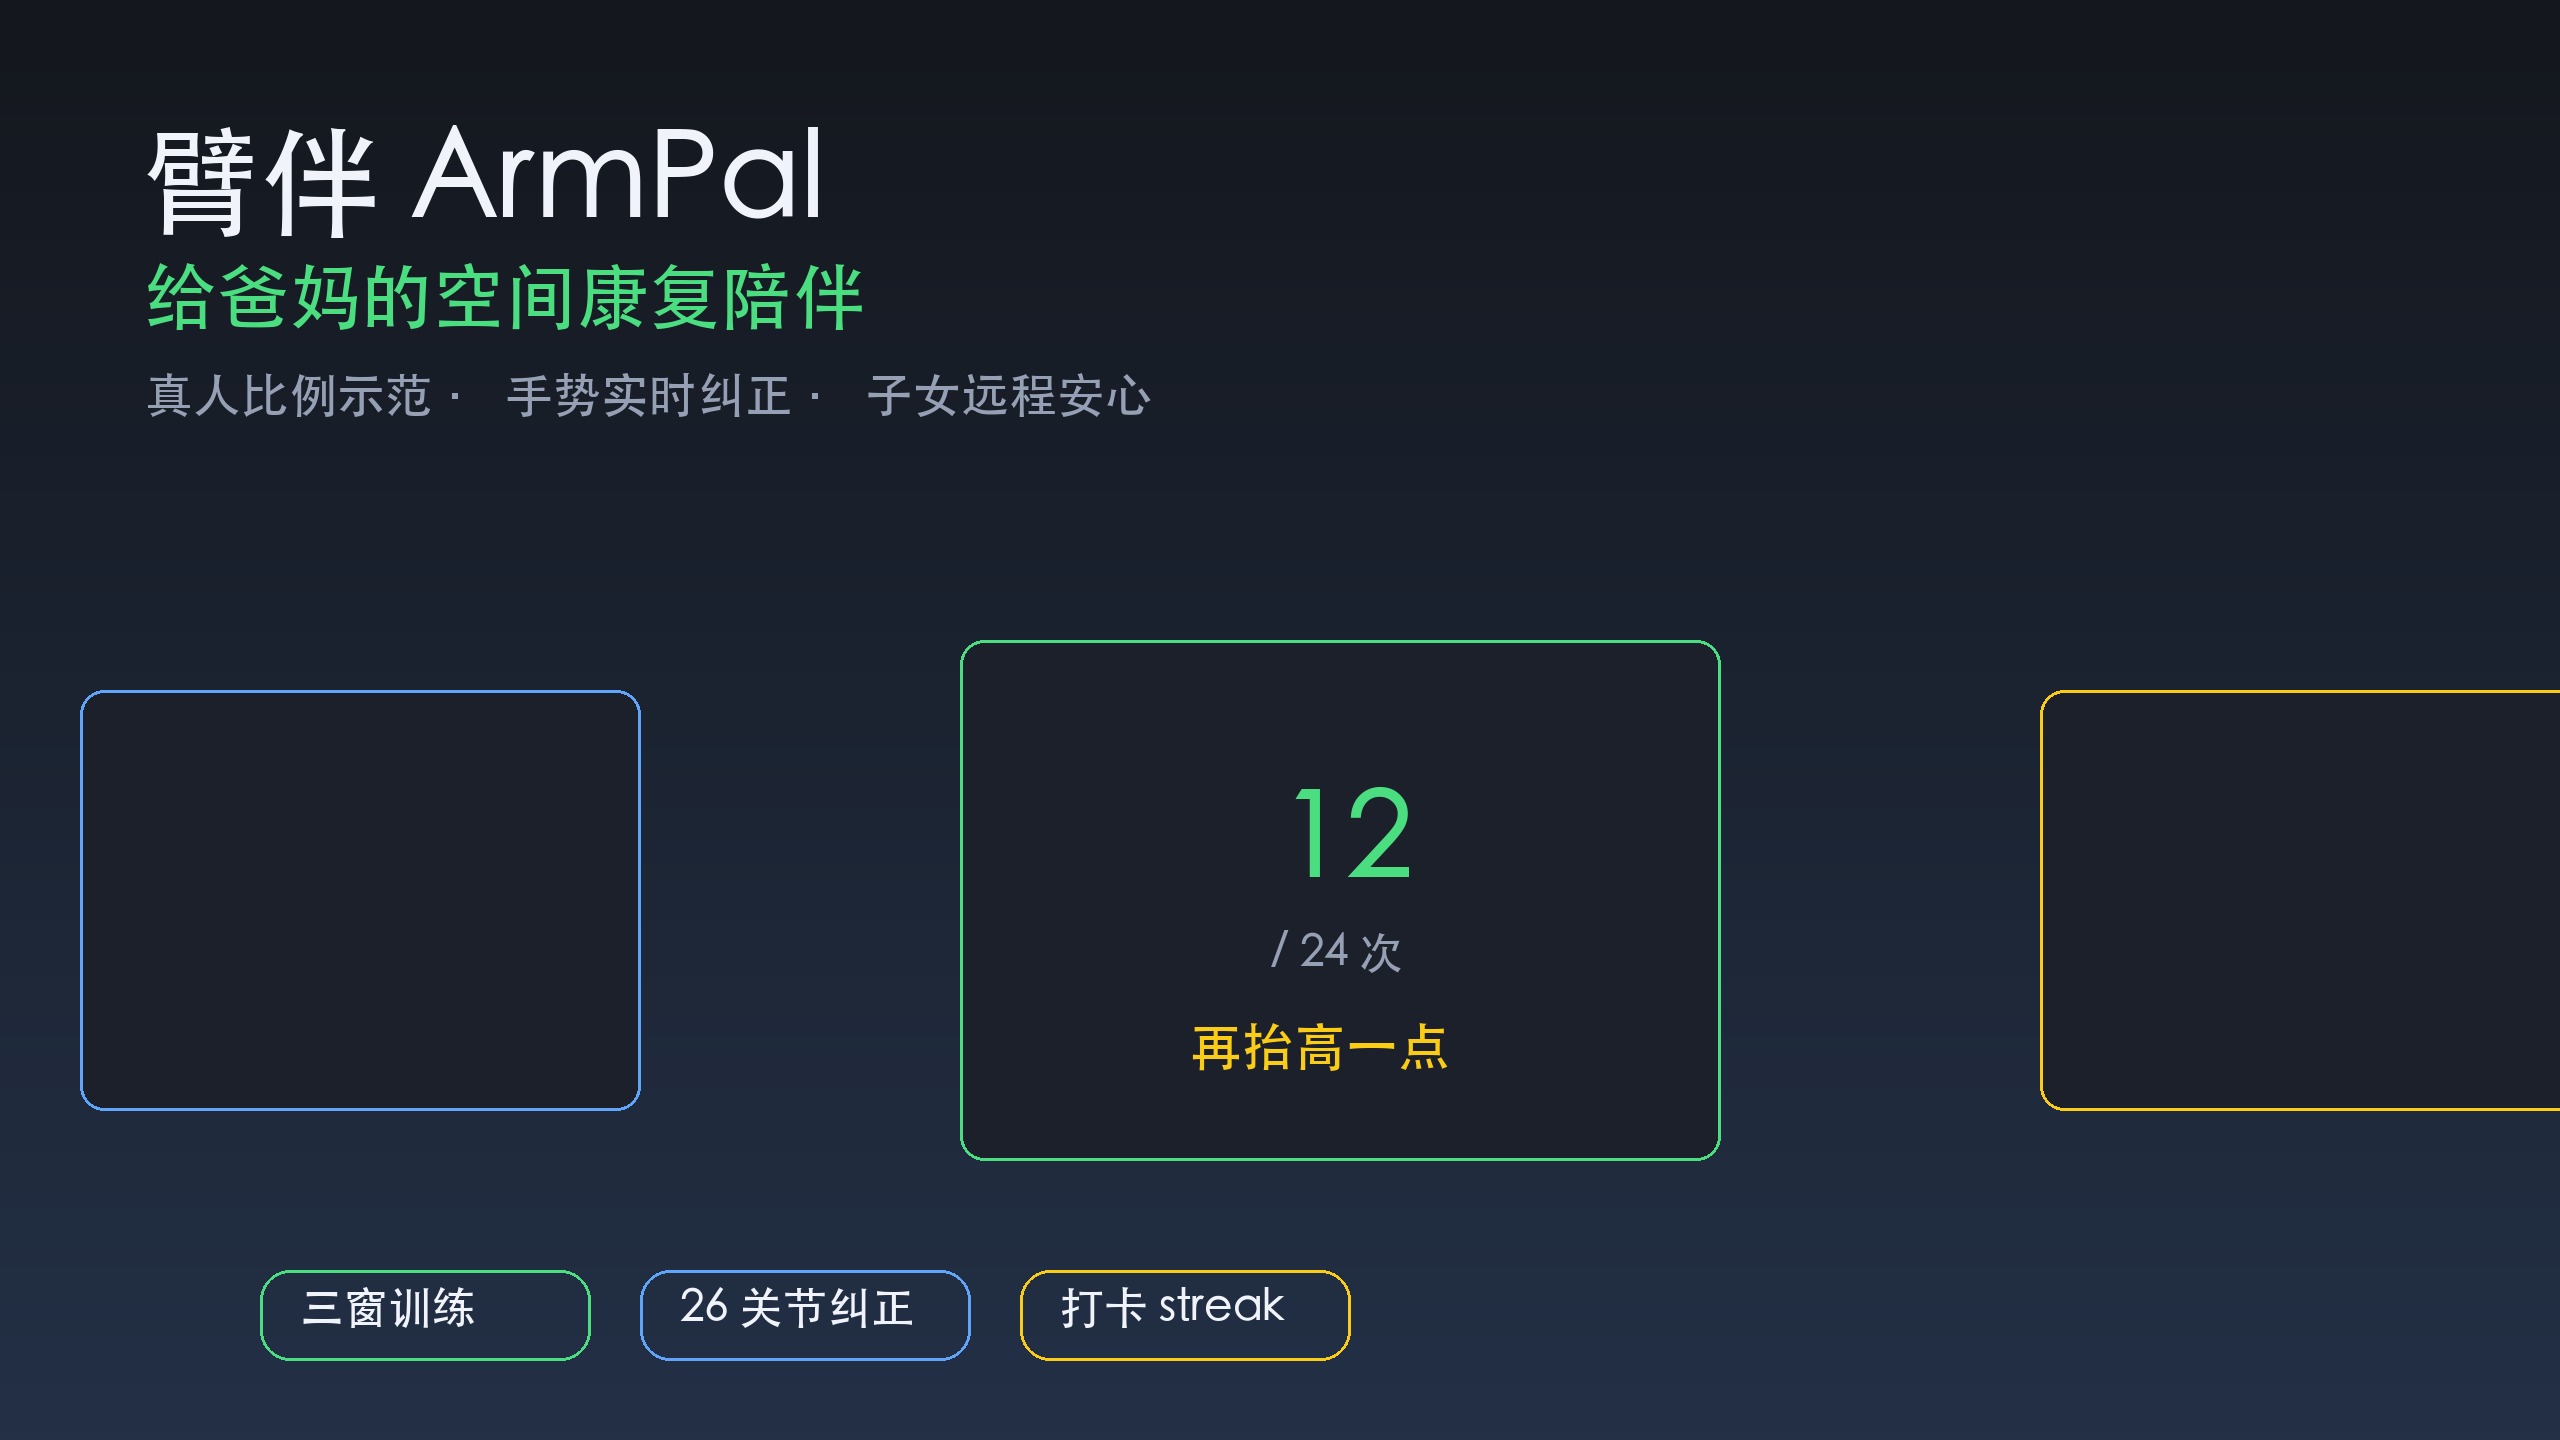 臂伴 ArmPal
给爸妈的空间康复陪伴
真人比例示范 · 手势实时纠正 · 子女远程安心
12
/ 24 次
再抬高一点
三窗训练
26 关节纠正
打卡 streak